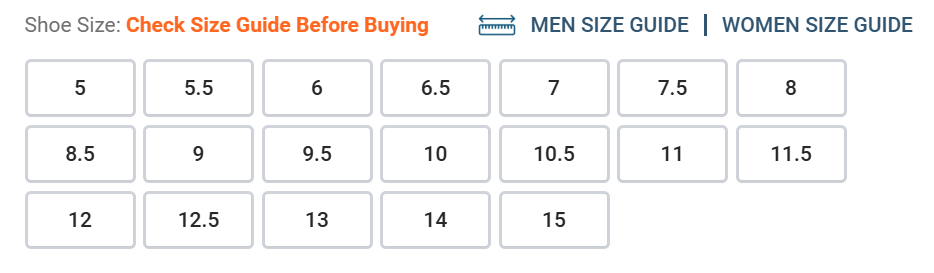 Shoe Size: Check Size Guide Before Buying MEN SIZE GUIDE | WOMEN SIZE GUIDE
5 5.5 6 6.5 7 7.5 8
8.5 9 9.5 10 10.5 11 11.5
12 12.5 13 14 15